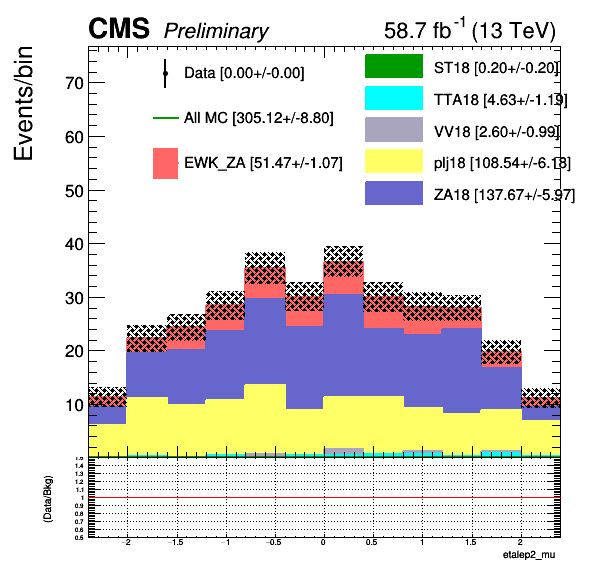 CMS Preliminary 58.7 fb⁻¹ (13 TeV)
Events/bin
Data [0.00+/-0.00]
All MC [305.12+/-8.80]
EWK_ZA [51.47+/-1.07]
ST18 [0.20+/-0.20]
TTA18 [4.63+/-1.19]
VV18 [2.60+/-0.99]
plj18 [108.54+/-6.13]
ZA18 [137.67+/-5.97]
70
60
50
40
30
20
10
(Data/Bkg)
1.5
1.4
1.3
1.2
1.1
1
0.9
0.8
0.7
0.6
0.5
−2 −1.5 −1 −0.5 0 0.5 1 1.5 2
etalep2_mu